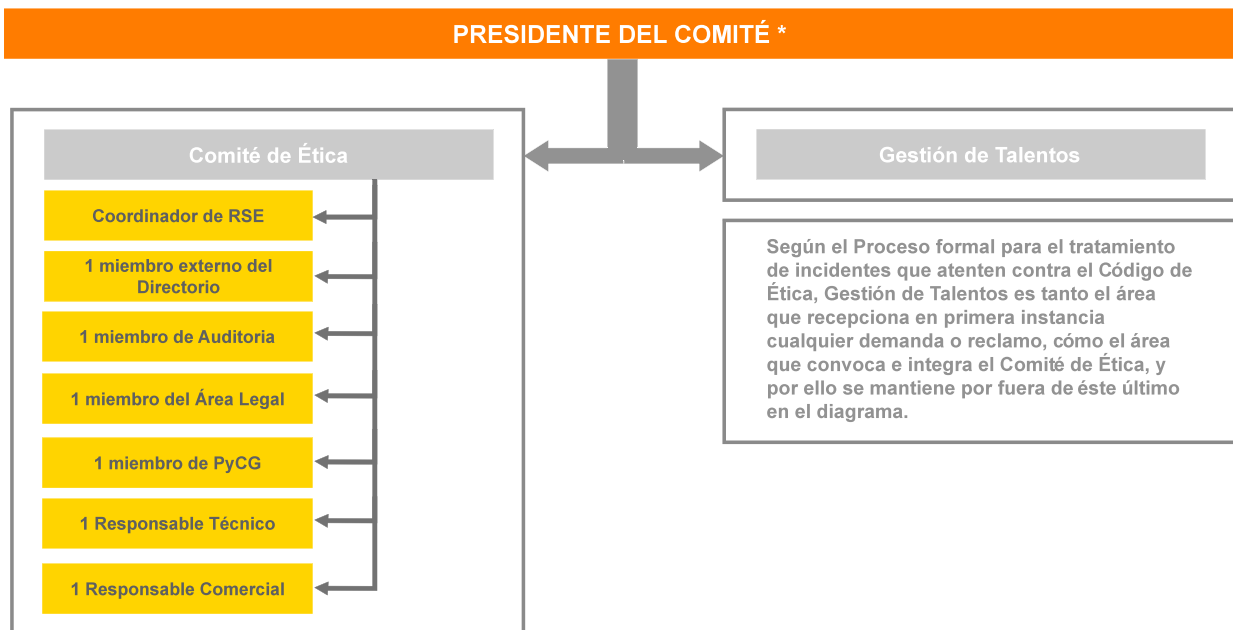 PRESIDENTE DEL COMITÉ *
Comité de Ética
Coordinador de RSE
1 miembro externo del
Directorio
1 miembro de Auditoria
1 miembro del Área Legal
1 miembro de PyCG
1 Responsable Técnico
1 Responsable Comercial
Gestión de Talentos
Según el Proceso formal para el tratamiento
de incidentes que atenten contra el Código de
Ética, Gestión de Talentos es tanto el área
que recepciona en primera instancia
cualquier demanda o reclamo, cómo el área
que convoca e integra el Comité de Ética, y
por ello se mantiene por fuera de éste último
en el diagrama.